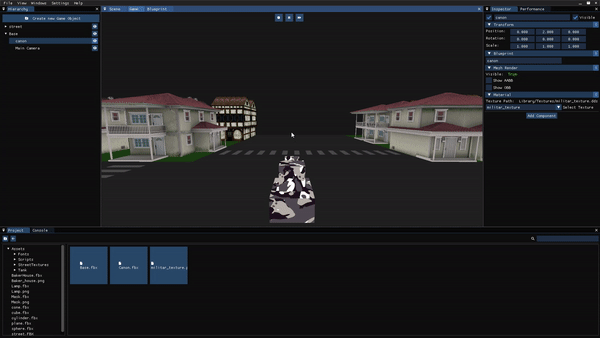 File View Windows Settings Help
Hierarchy
Create new Game Object
street
Base
canon
Main Camera
Scene Game Blueprint
Inspector Performance
canon Visible
Transform
Position: 0.000 2.000 0.000
Rotation: 0.000 0.000 0.000
Scale: 1.000 1.000 1.000
Blueprint
canon
Mesh Render
Visible: True
Show AABB
Show OBB
Material
Texture Path: Library/Textures/militar_texture.dds
militar_texture Select Texture
Add Component
Project Console
Assets
Fonts
Scripts
StreetTextures
Tank
BakerHouse.fbx
Baker_house.png
Lamp.fbx
Lamp.png
Mask.fbx
Mask.png
cone.fbx
cube.fbx
cylinder.fbx
plane.fbx
sphere.fbx
street.fbx
Base.fbx
Canon.fbx
militar_texture.p